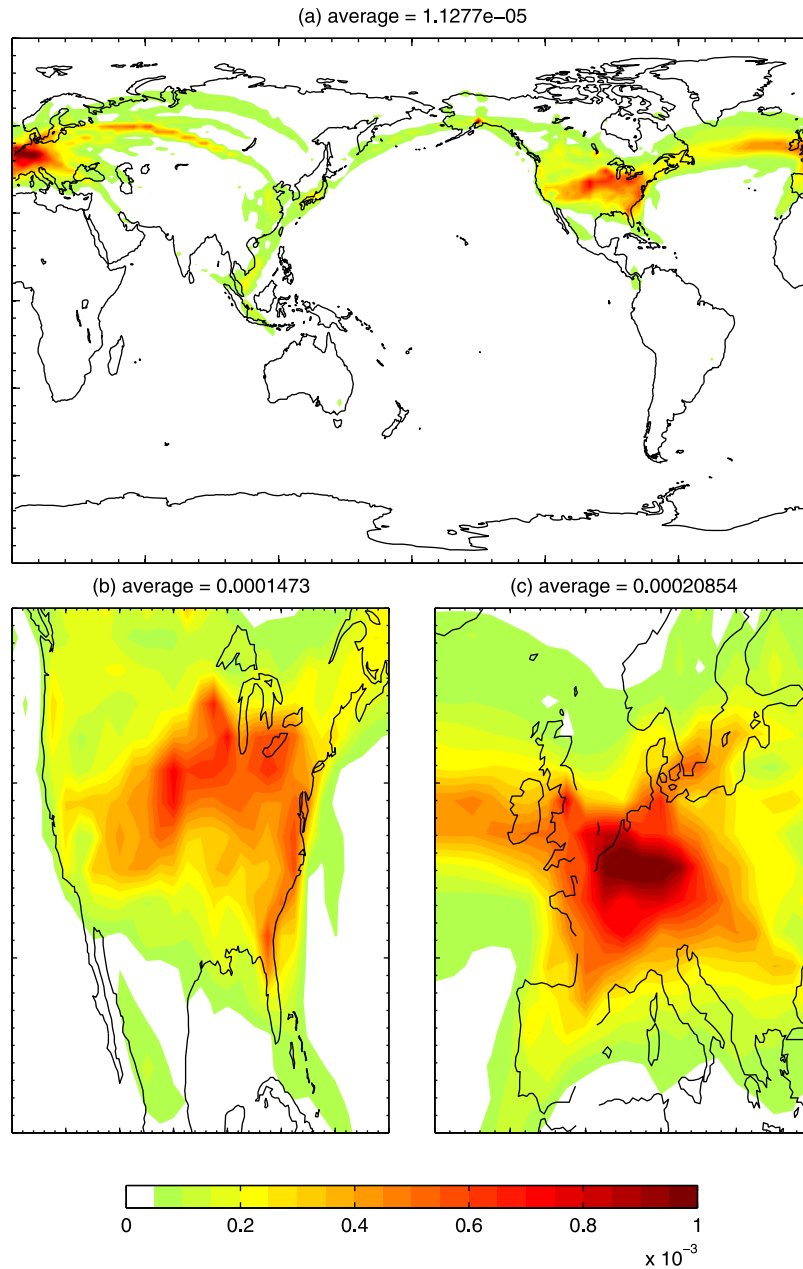 (a) average = 1.1277e−05
(b) average = 0.0001473
(c) average = 0.00020854
0 0.2 0.4 0.6 0.8 1
x 10⁻³